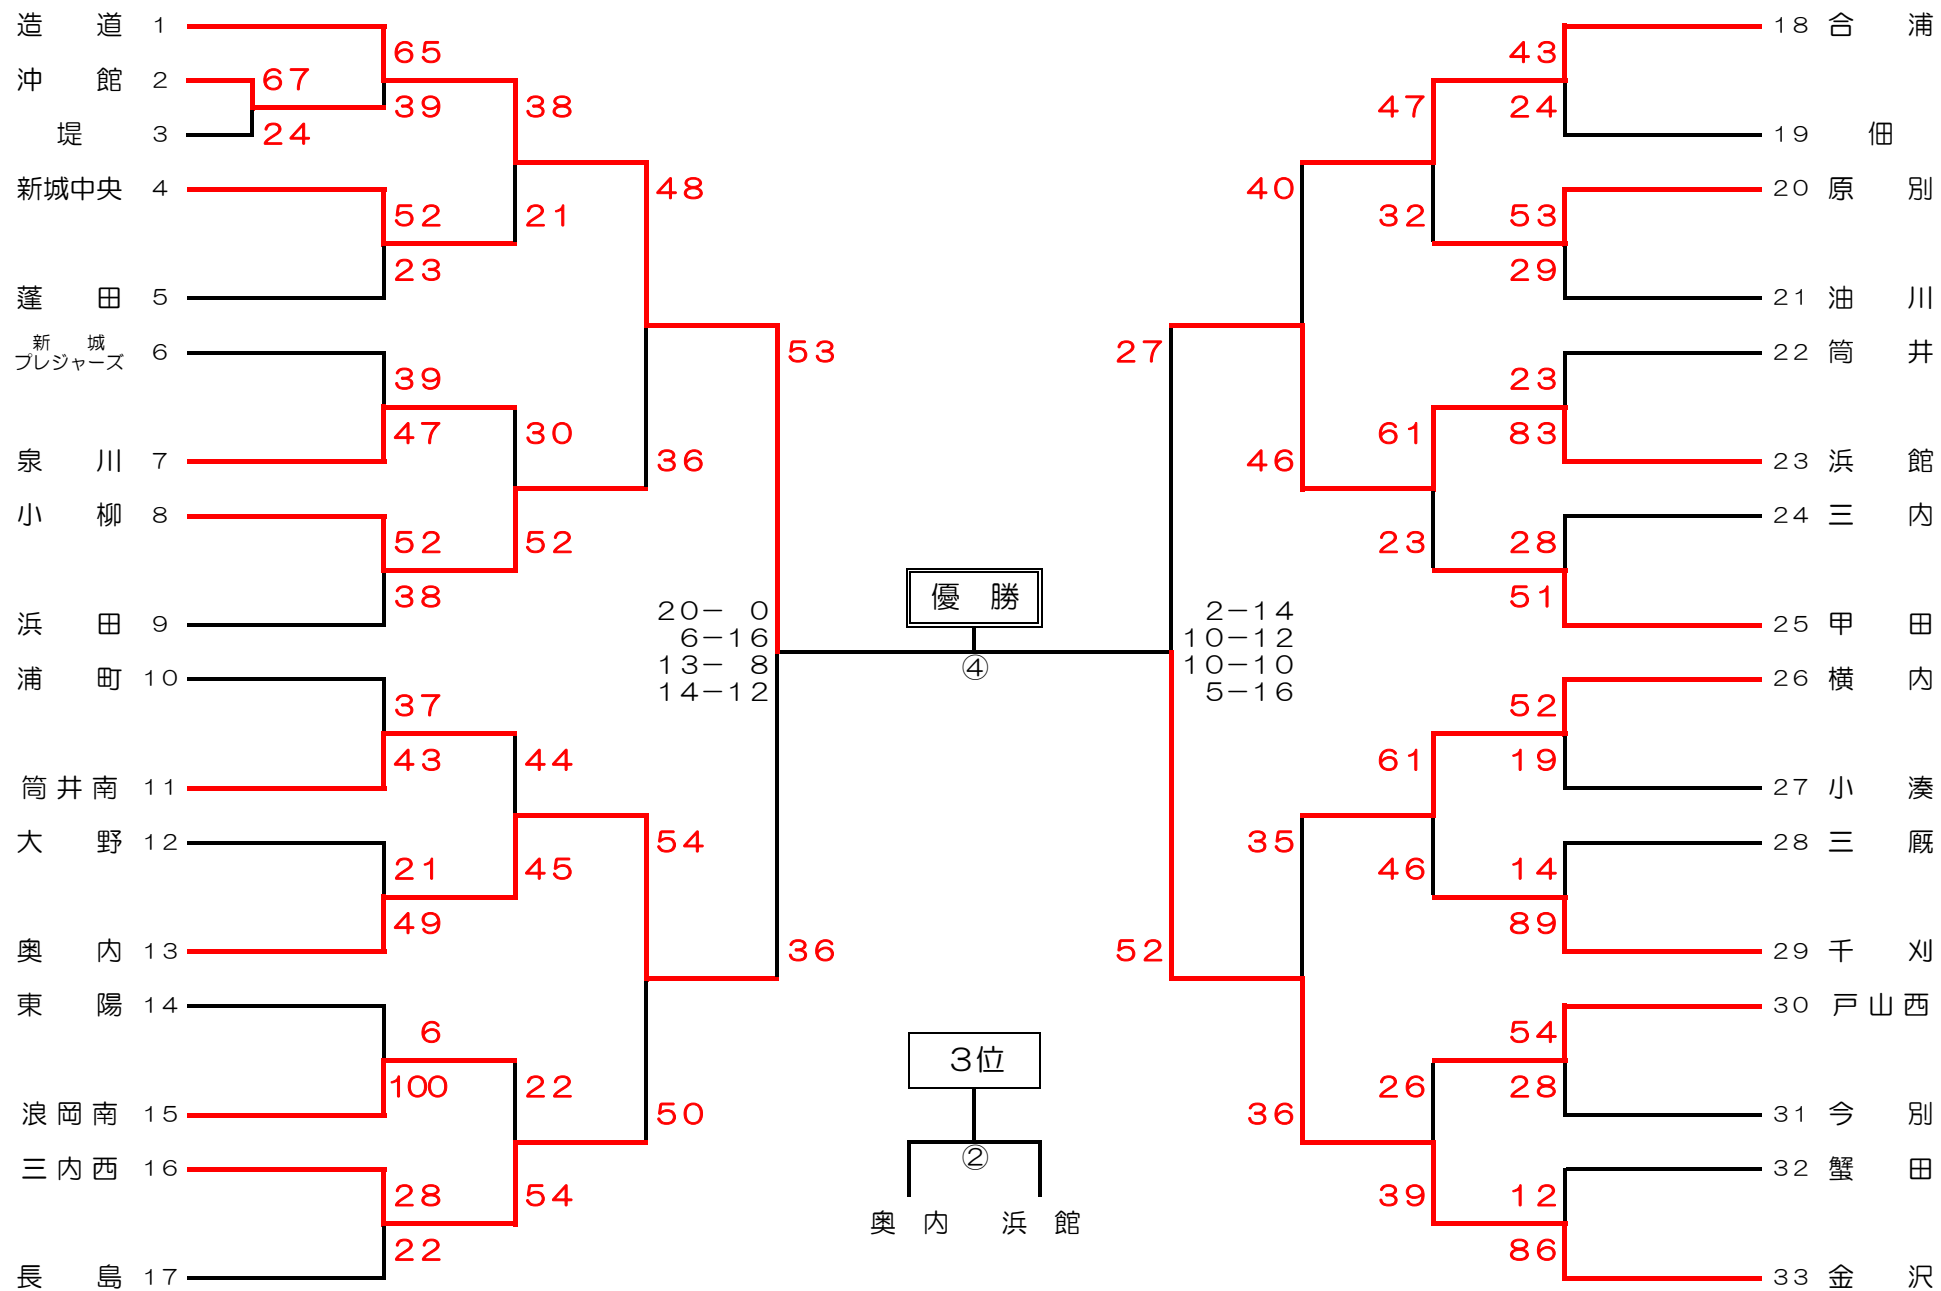 造道 1
沖館 2
堤 3
新城中央 4
蓬田 5
新城
プレジャーズ 6
泉川 7
小柳 8
浜田 9
浦町 10
筒井南 11
大野 12
奥内 13
東陽 14
浪岡南 15
三内西 16
長島 17
67
24
65
39
52
23
39
47
52
38
37
43
21
49
6
100
28
22
38
21
30
52
44
45
22
54
48
36
54
50
53
36
20－ 0
6－16
13－ 8
14－12
優 勝
④
3位
②
奥内 浜館
27
52
2－14
10－12
10－10
5－16
40
46
35
36
47
32
61
23
61
46
26
39
43
24
53
29
23
83
28
51
52
19
14
89
54
28
12
86
18 合浦
19 佃
20 原別
21 油川
22 筒井
23 浜館
24 三内
25 甲田
26 横内
27 小湊
28 三厩
29 千刈
30 戸山西
31 今別
32 蟹田
33 金沢